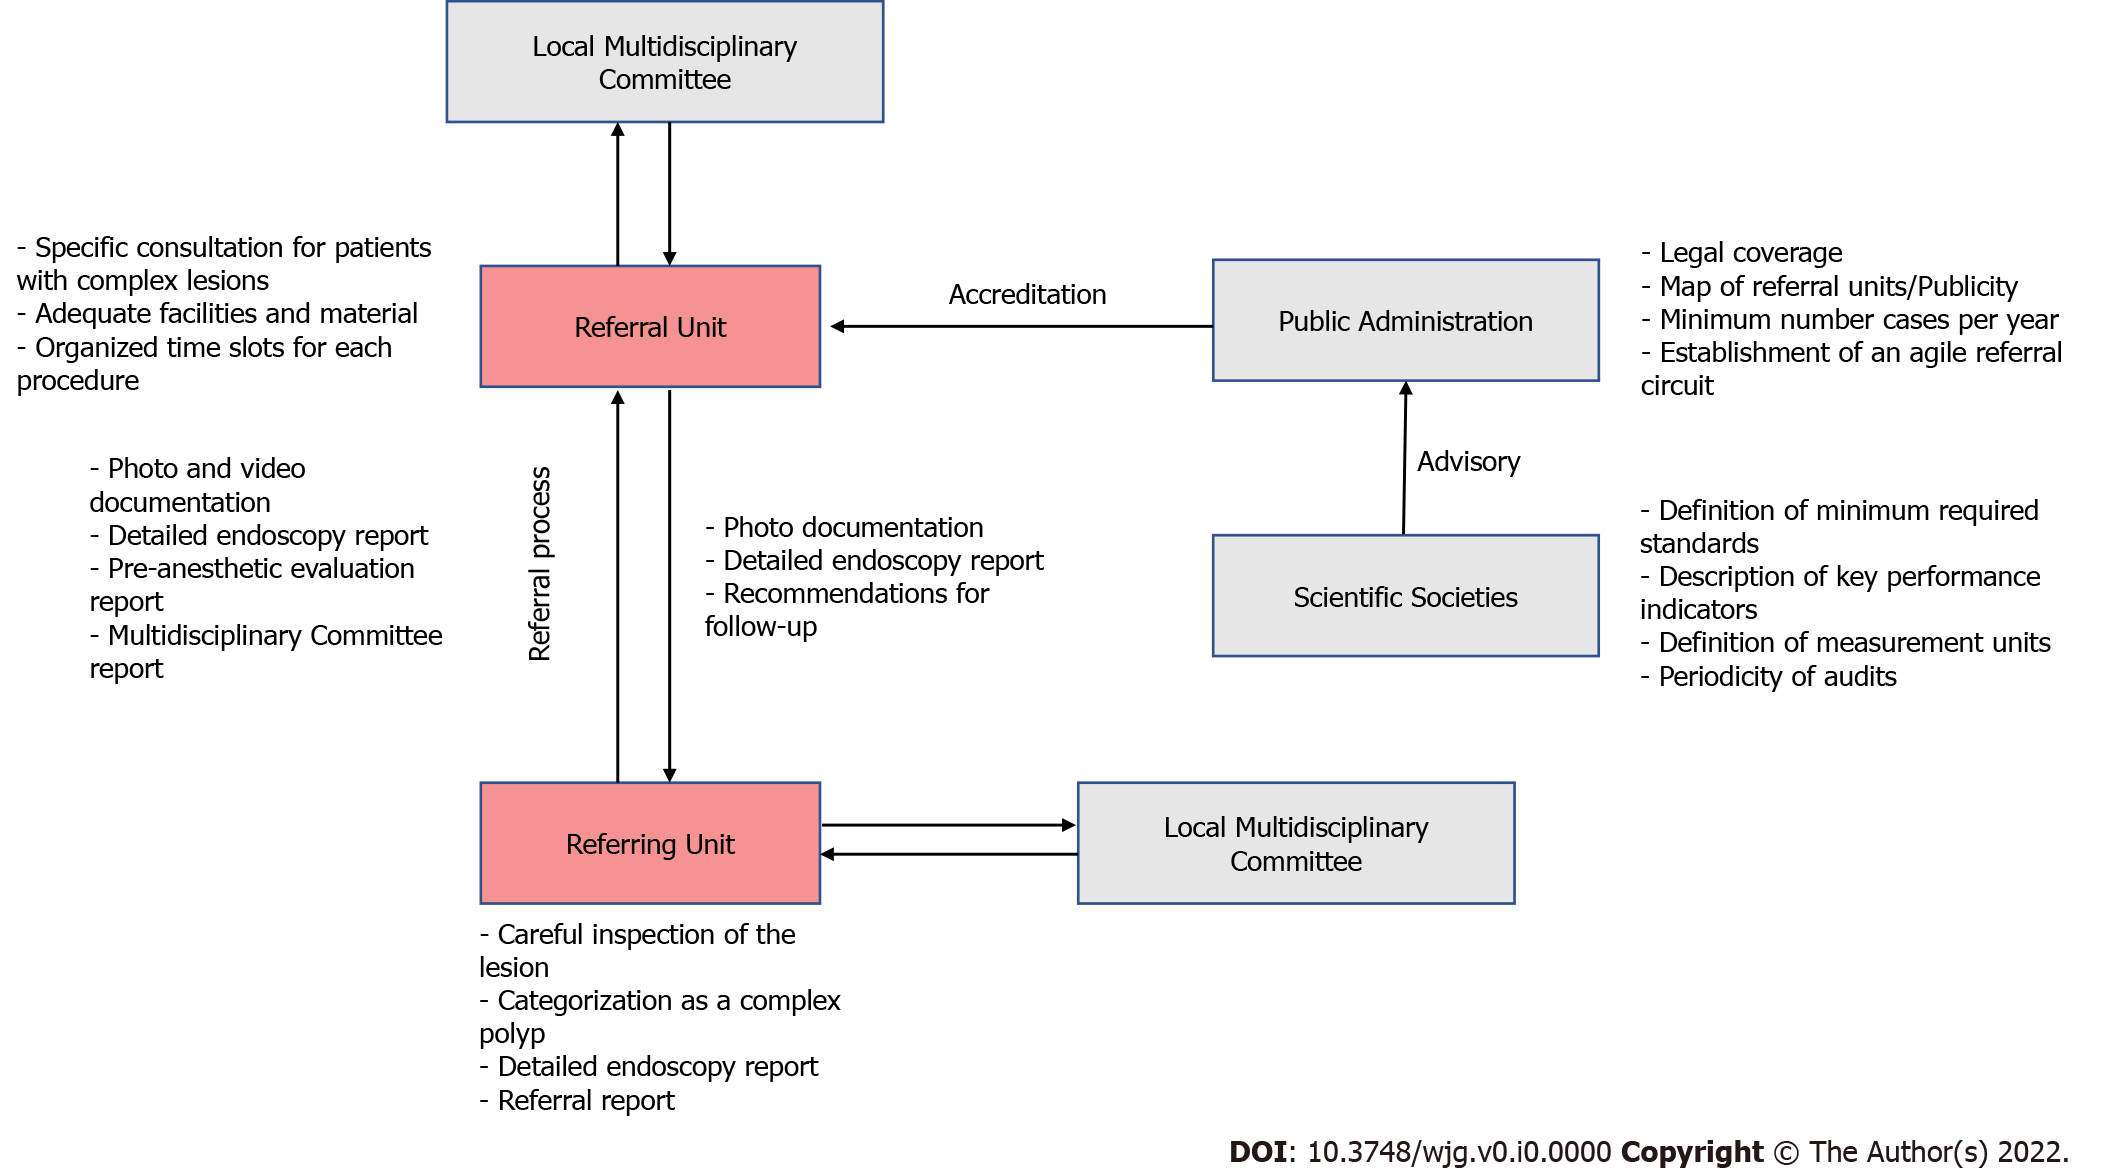 Local Multidisciplinary
Committee
- Specific consultation for patients
with complex lesions
- Adequate facilities and material
- Organized time slots for each
procedure
Referral Unit
Accreditation
Public Administration
- Legal coverage
- Map of referral units/Publicity
- Minimum number cases per year
- Establishment of an agile referral
circuit
- Photo and video
documentation
- Detailed endoscopy report
- Pre-anesthetic evaluation
report
- Multidisciplinary Committee
report
Referral process
- Photo documentation
- Detailed endoscopy report
- Recommendations for
follow-up
Advisory
Scientific Societies
- Definition of minimum required
standards
- Description of key performance
indicators
- Definition of measurement units
- Periodicity of audits
Referring Unit
Local Multidisciplinary
Committee
- Careful inspection of the
lesion
- Categorization as a complex
polyp
- Detailed endoscopy report
- Referral report
DOI: 10.3748/wjg.v0.i0.0000 Copyright © The Author(s) 2022.